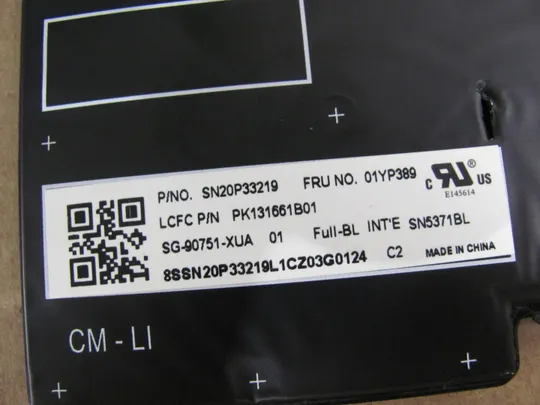 P/NO. SN20P33219 FRU NO. 01YP389
LCFC P/N PK131661B01
SG-90751-XUA 01 Full-BL INT'E SN5371BL
8SSN20P33219L1CZ03G0124 C2 MADE IN CHINA
c RU US
E145614
CM - LI